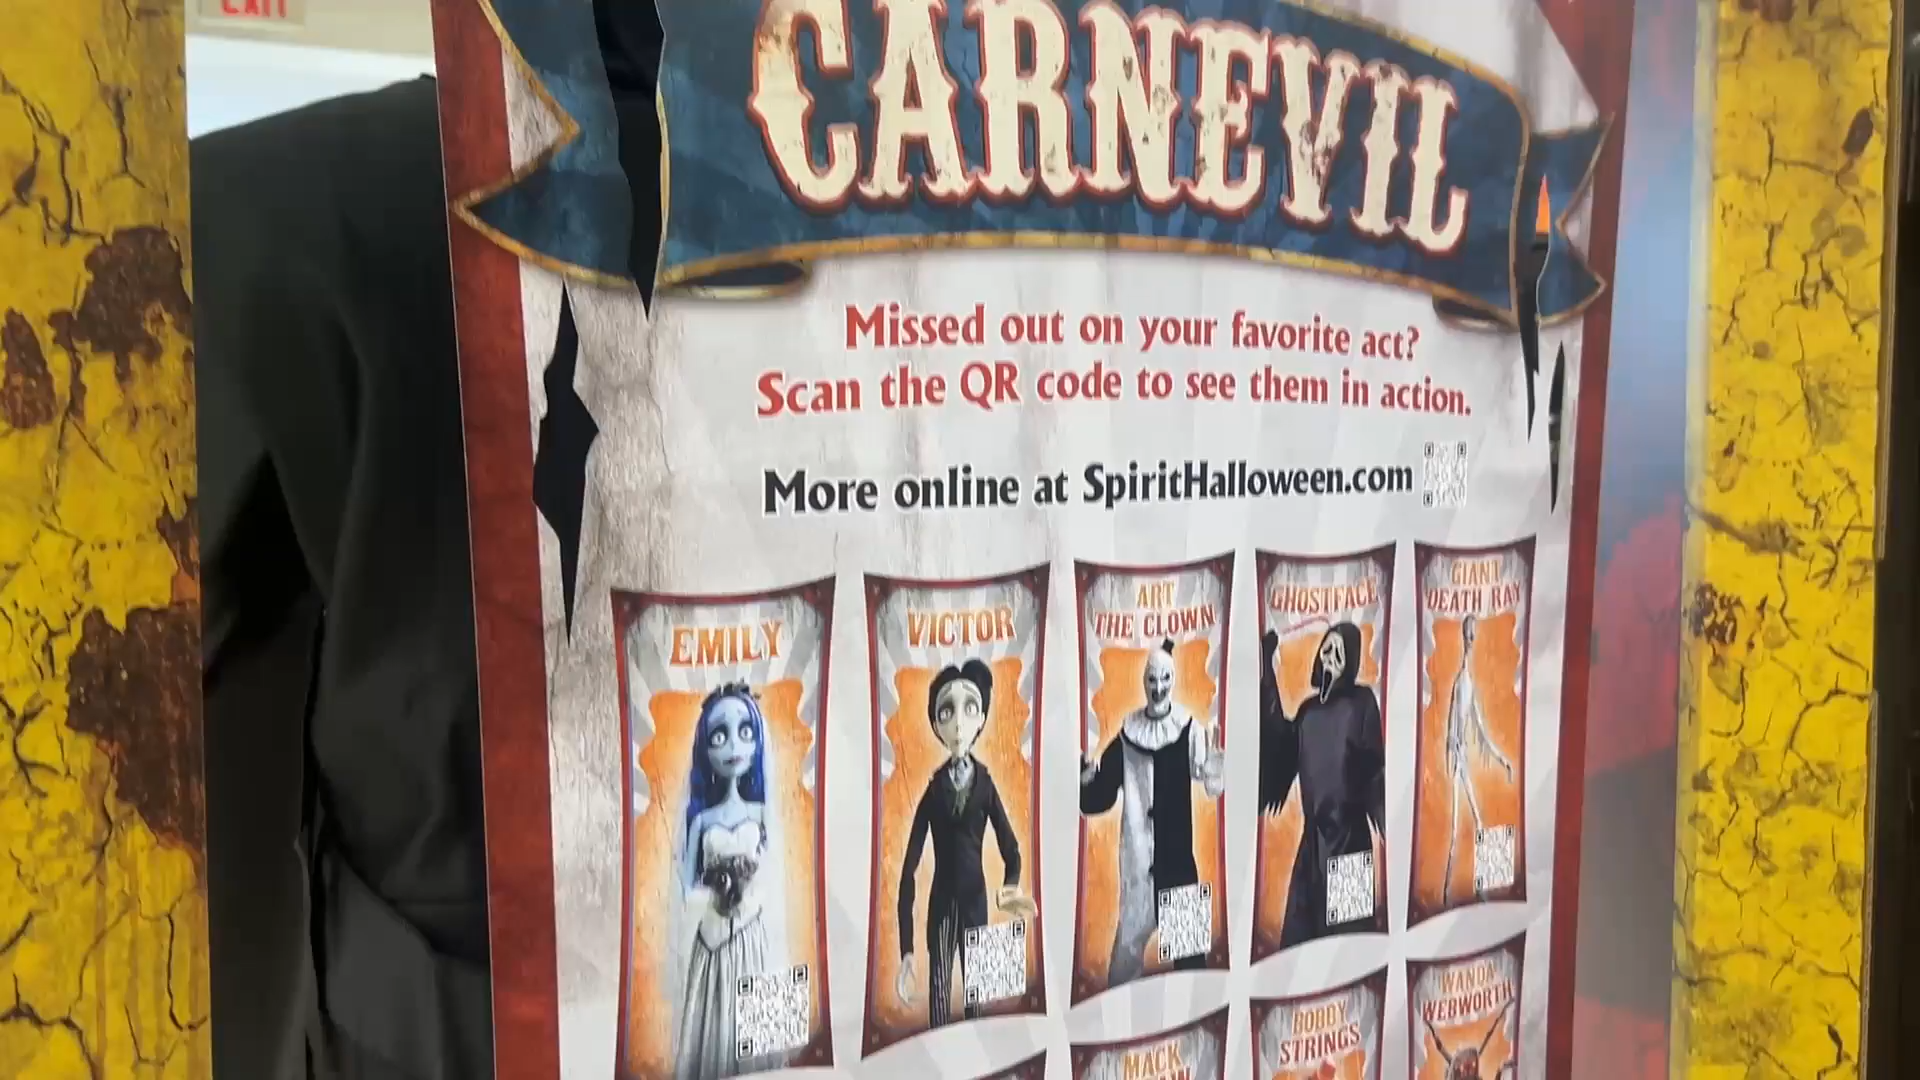 EXIT
CARNEVIL
Missed out on your favorite act?
Scan the QR code to see them in action.
More online at SpiritHalloween.com
EMILY
VICTOR
ART
THE CLOWN
GHOSTFACE
GIANT
DEATH RAY
MACK
BOBBY
STRINGS
WANDA
WEBWORTH